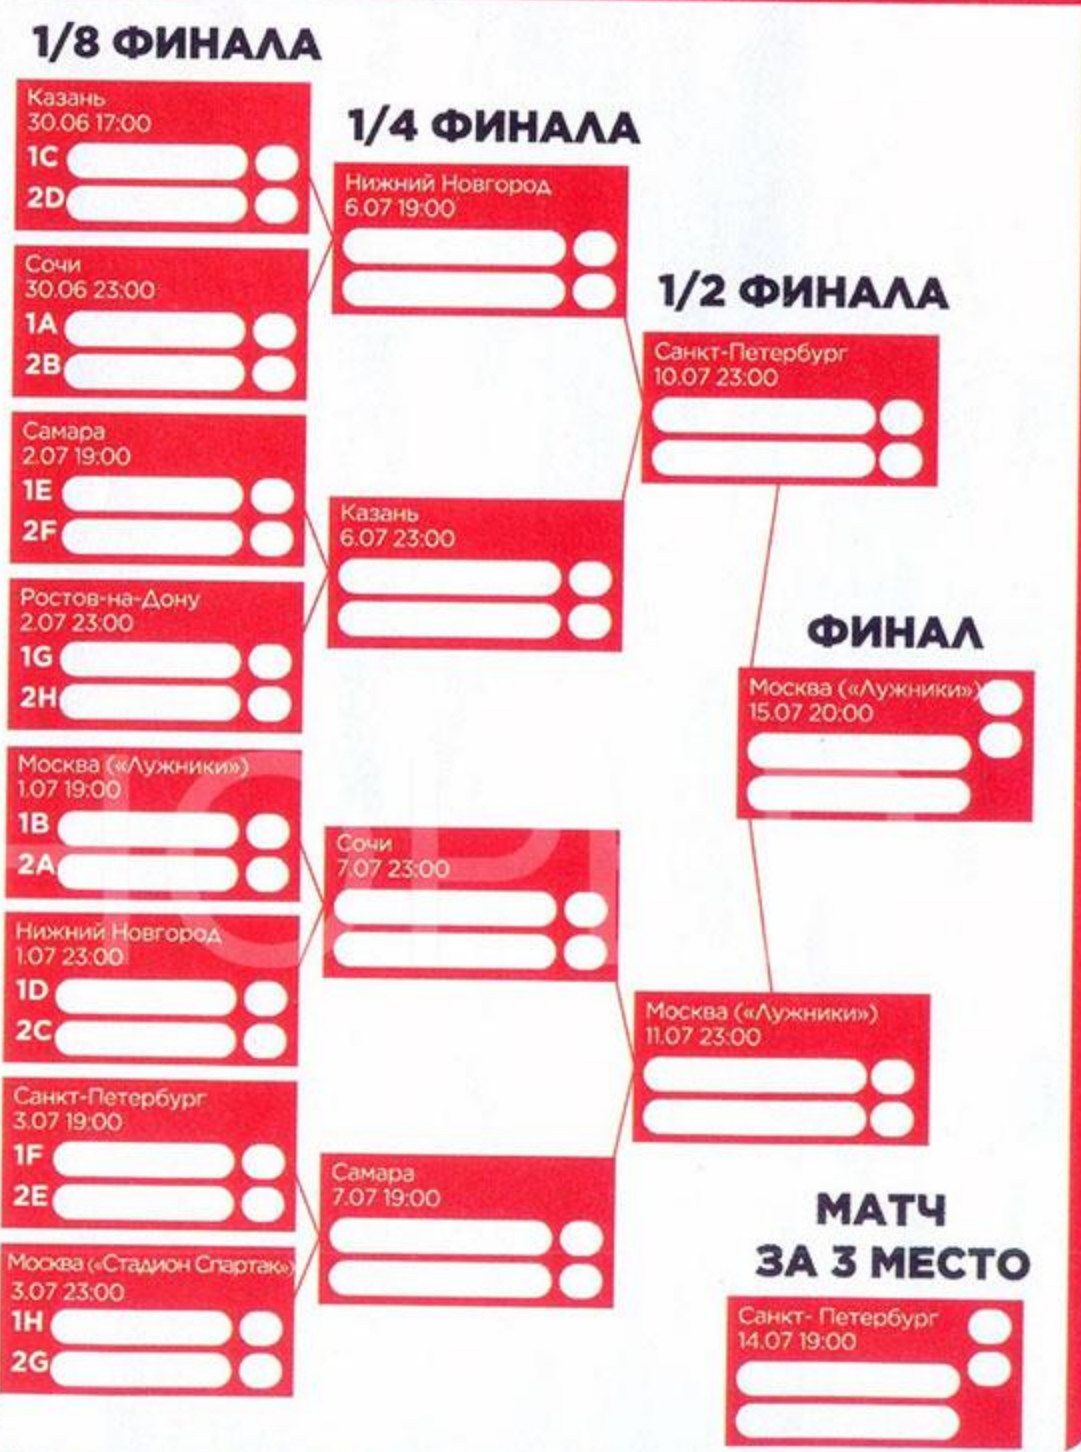 1/8 ФИНАЛА
Казань
30.06 17:00
1C
2D
Сочи
30.06 23:00
1A
2B
Самара
2.07 19:00
1E
2F
Ростов-на-Дону
2.07 23:00
1G
2H
Москва («Лужники»)
1.07 19:00
1B
2A
Нижний Новгород
1.07 23:00
1D
2C
Санкт-Петербург
3.07 19:00
1F
2E
Москва («Стадион Спартак»)
3.07 23:00
1H
2G
1/4 ФИНАЛА
Нижний Новгород
6.07 19:00
Казань
6.07 23:00
Сочи
7.07 23:00
Самара
7.07 19:00
1/2 ФИНАЛА
Санкт-Петербург
10.07 23:00
Москва («Лужники»)
11.07 23:00
ФИНАЛ
Москва («Лужники»)
15.07 20:00
МАТЧ
ЗА 3 МЕСТО
Санкт- Петербург
14.07 19:00